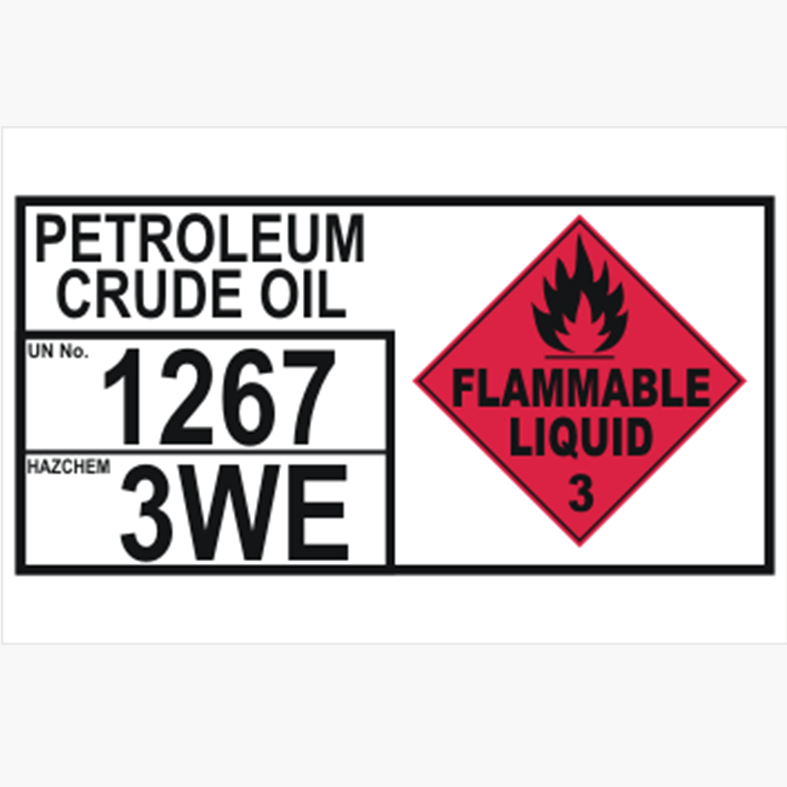 PETROLEUM
CRUDE OIL
UN No.
1267
HAZCHEM
3WE
FLAMMABLE
LIQUID
3